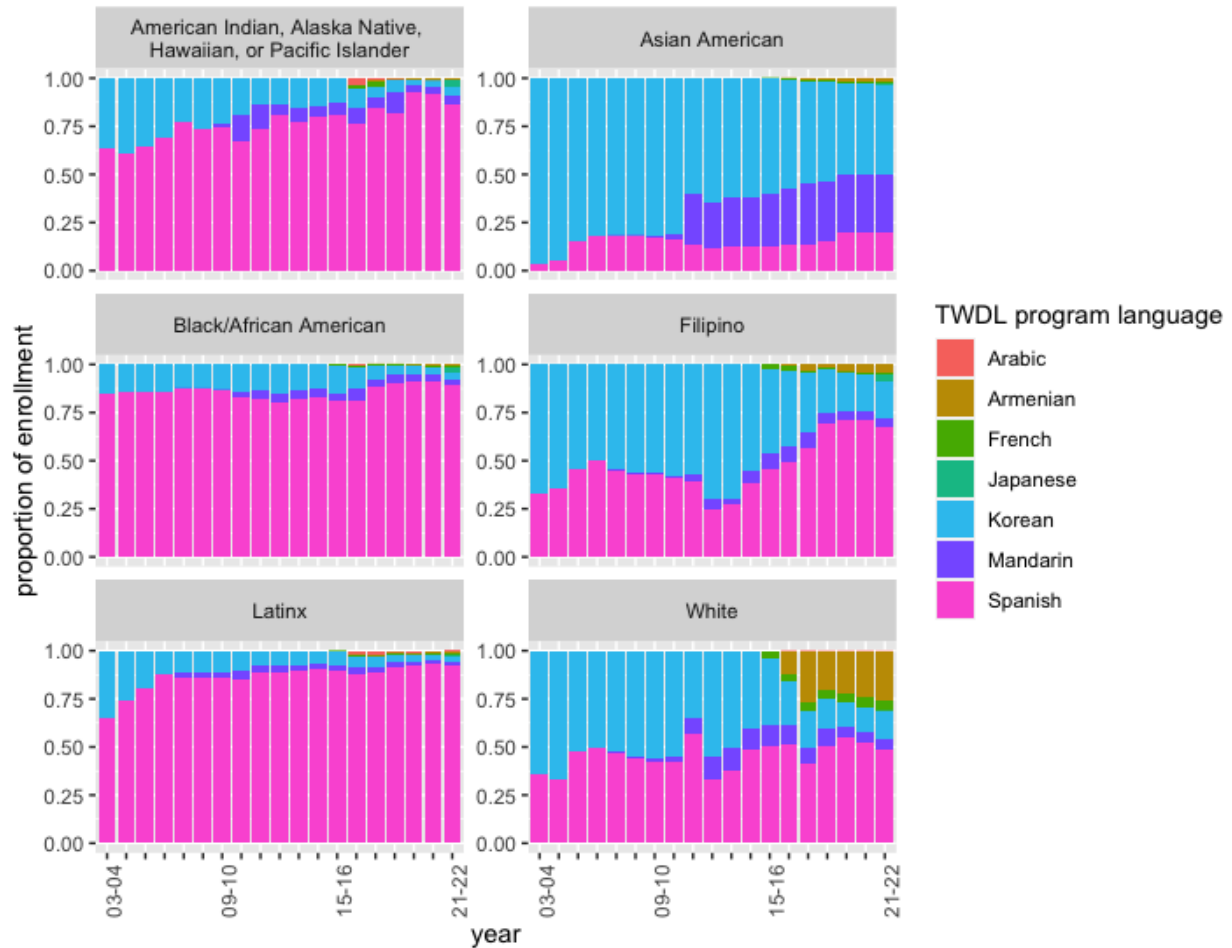 American Indian, Alaska Native,
Hawaiian, or Pacific Islander
Asian American
1.00
0.75
0.50
0.25
0.00
1.00
0.75
0.50
0.25
0.00
Black/African American
Filipino
1.00
0.75
0.50
0.25
0.00
1.00
0.75
0.50
0.25
0.00
Latinx
White
1.00
0.75
0.50
0.25
0.00
1.00
0.75
0.50
0.25
0.00
03-04
09-10
15-16
21-22
03-04
09-10
15-16
21-22
proportion of enrollment
year
TWDL program language
Arabic
Armenian
French
Japanese
Korean
Mandarin
Spanish